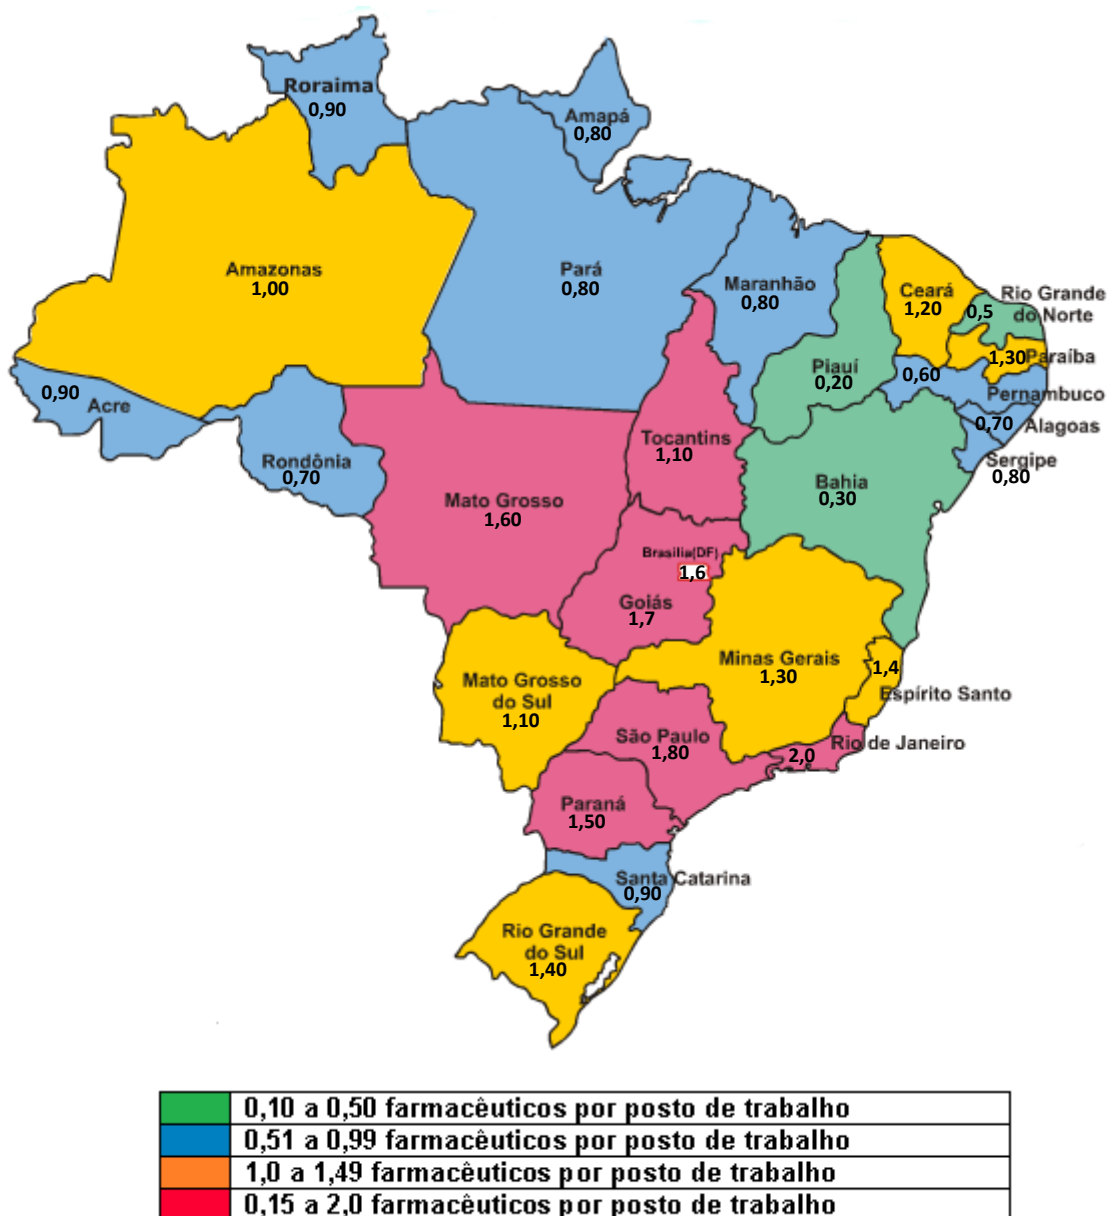 Roraima
0,90
Amapá
0,80
Amazonas
1,00
Pará
0,80
Maranhão
0,80
Ceará
1,20
Rio Grande
do Norte
0,5
Piauí
0,20
1,30 Paraíba
0,60
Pernambuco
0,90
Acre
0,70 Alagoas
Sergipe
0,80
Rondônia
0,70
Tocantins
1,10
Mato Grosso
1,60
Bahia
0,30
Brasilia(DF)
1,6
Goiás
1,7
Minas Gerais
1,30
1,4
Espírito Santo
Mato Grosso
do Sul
1,10
São Paulo
1,80
Rio de Janeiro
2,0
Paraná
1,50
Santa Catarina
0,90
Rio Grande
do Sul
1,40
0,10 a 0,50 farmacêuticos por posto de trabalho
0,51 a 0,99 farmacêuticos por posto de trabalho
1,0 a 1,49 farmacêuticos por posto de trabalho
0,15 a 2,0 farmacêuticos por posto de trabalho